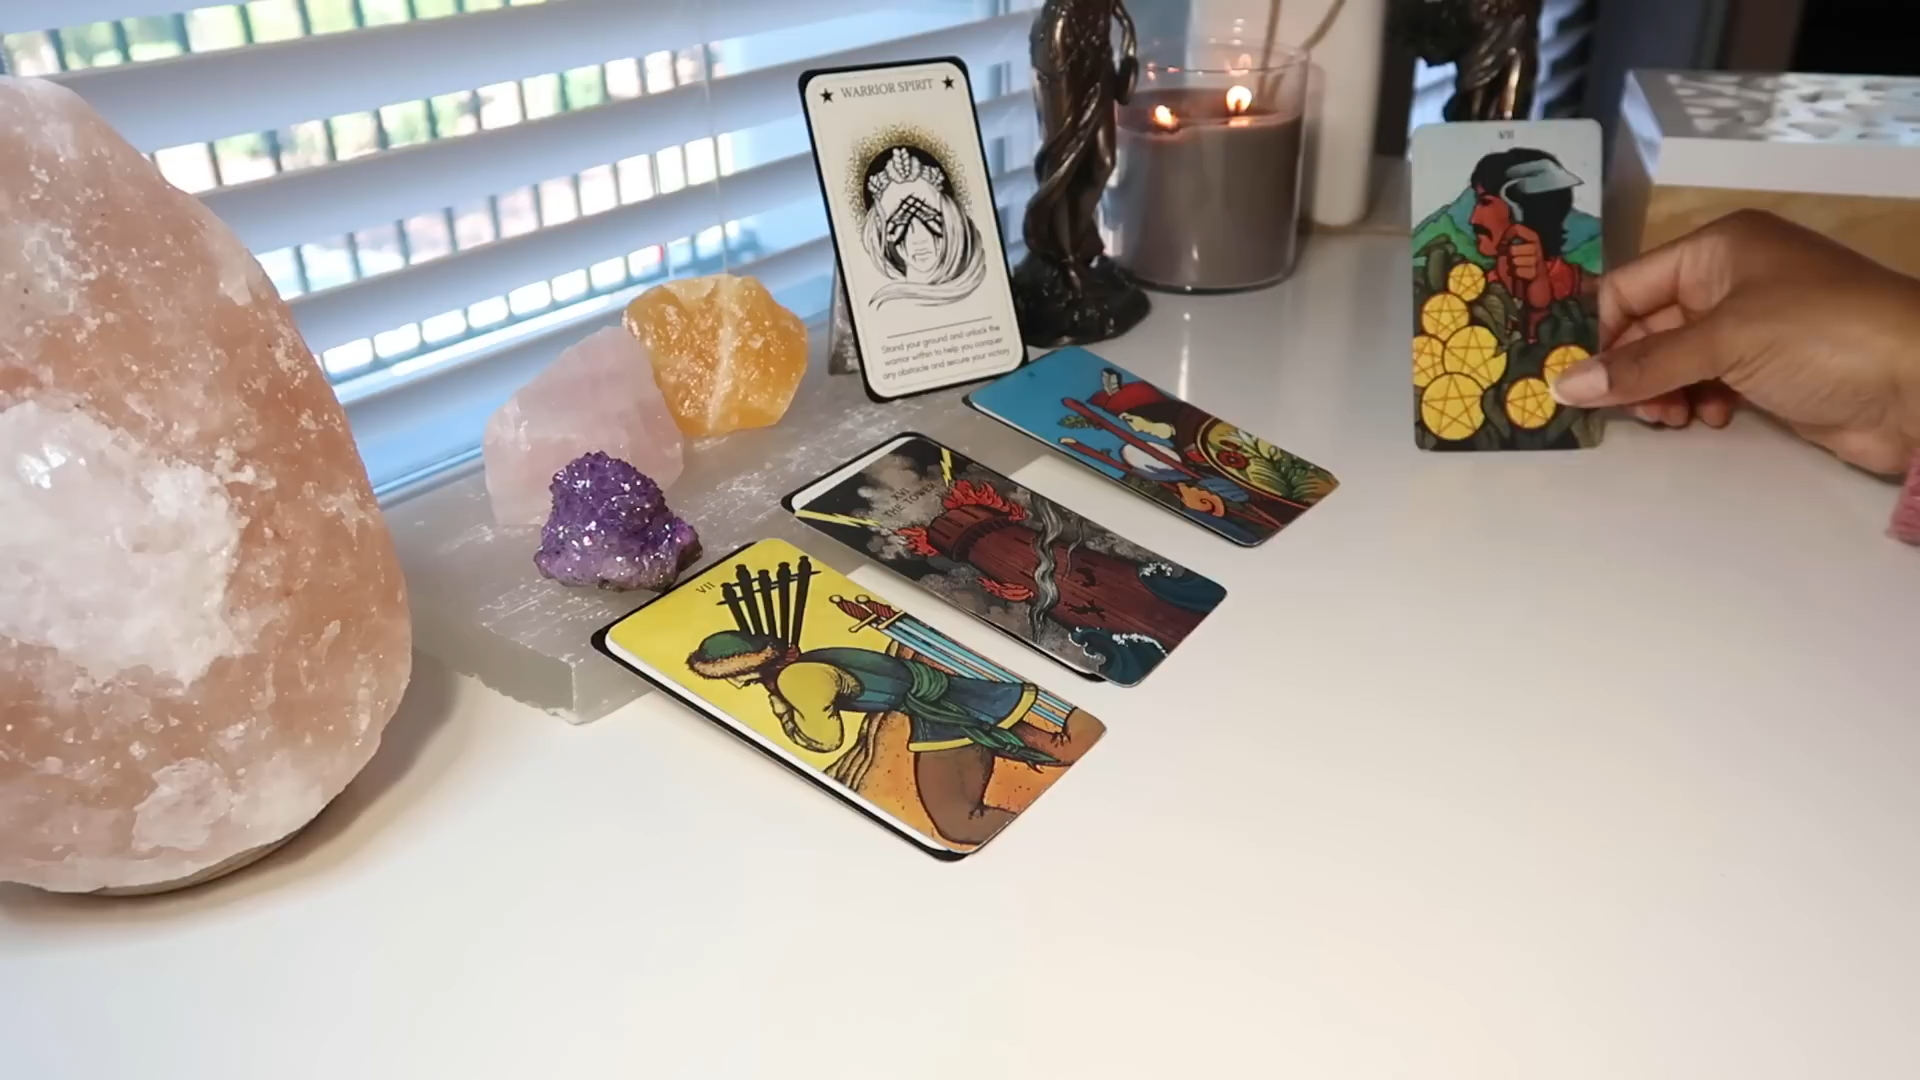 WARRIOR SPIRIT
Stand your ground and unlock the
warrior within to help you conquer
any obstacle and secure your victory
VII
XVI
THE TOWER
VII